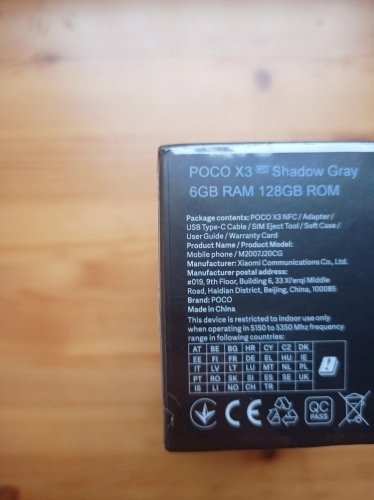 POCO X3 NFC Shadow Gray
6GB RAM 128GB ROM
Package contents: POCO X3 NFC / Adapter /
USB Type-C Cable / SIM Eject Tool / Soft Case /
User Guide / Warranty Card
Product Name / Product Model:
Mobile phone / M2007J20CG
Manufacturer: Xiaomi Communications Co., Ltd.
Manufacturer postal address:
#019, 9th Floor, Building 6, 33 Xi'erqi Middle
Road, Haidian District, Beijing, China, 100085
Brand: POCO
Made in China
This device is restricted to indoor use only
when operating in 5150 to 5350 Mhz frequency
range in following countries:
AT BE BG HR CY CZ DK
EE FI FR DE EL HU IE
IT LV LT LU MT NL PL
PT RO SK SI ES SE UK
IS LI NO CH TR
CE
QC
PASS